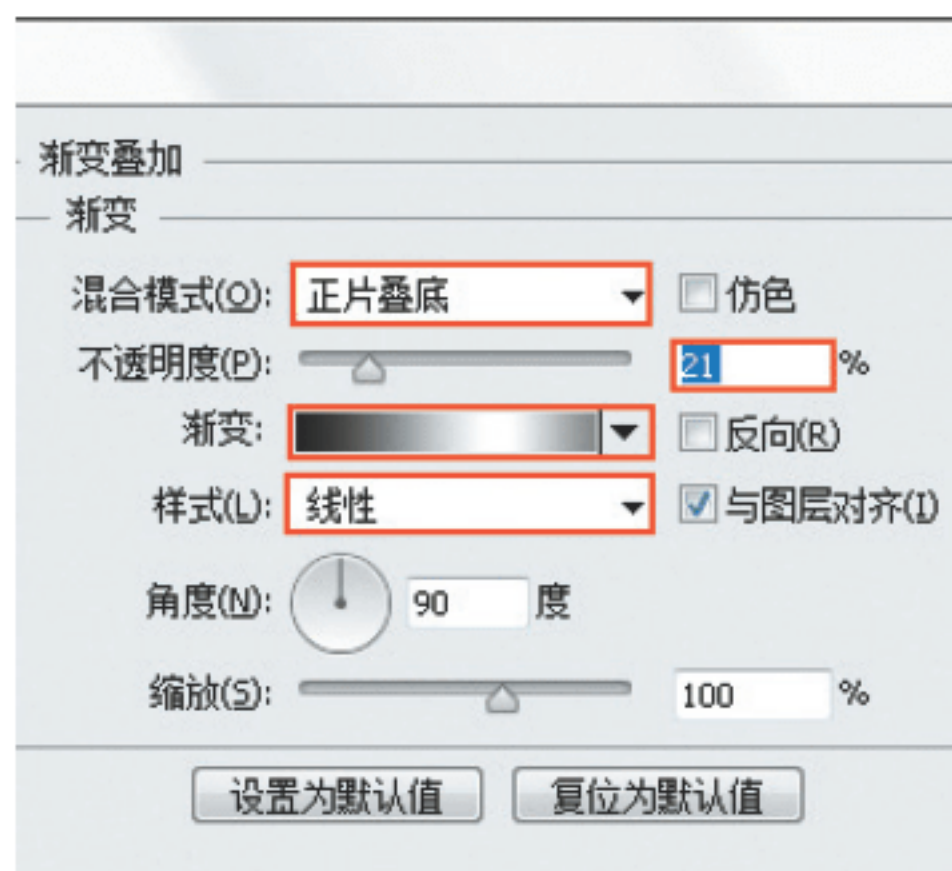 渐变叠加
渐变
混合模式(O): 正片叠底 仿色
不透明度(P): 21 %
渐变: 反向(R)
样式(L): 线性 与图层对齐(I)
角度(N): 90 度
缩放(S): 100 %
设置为默认值 复位为默认值